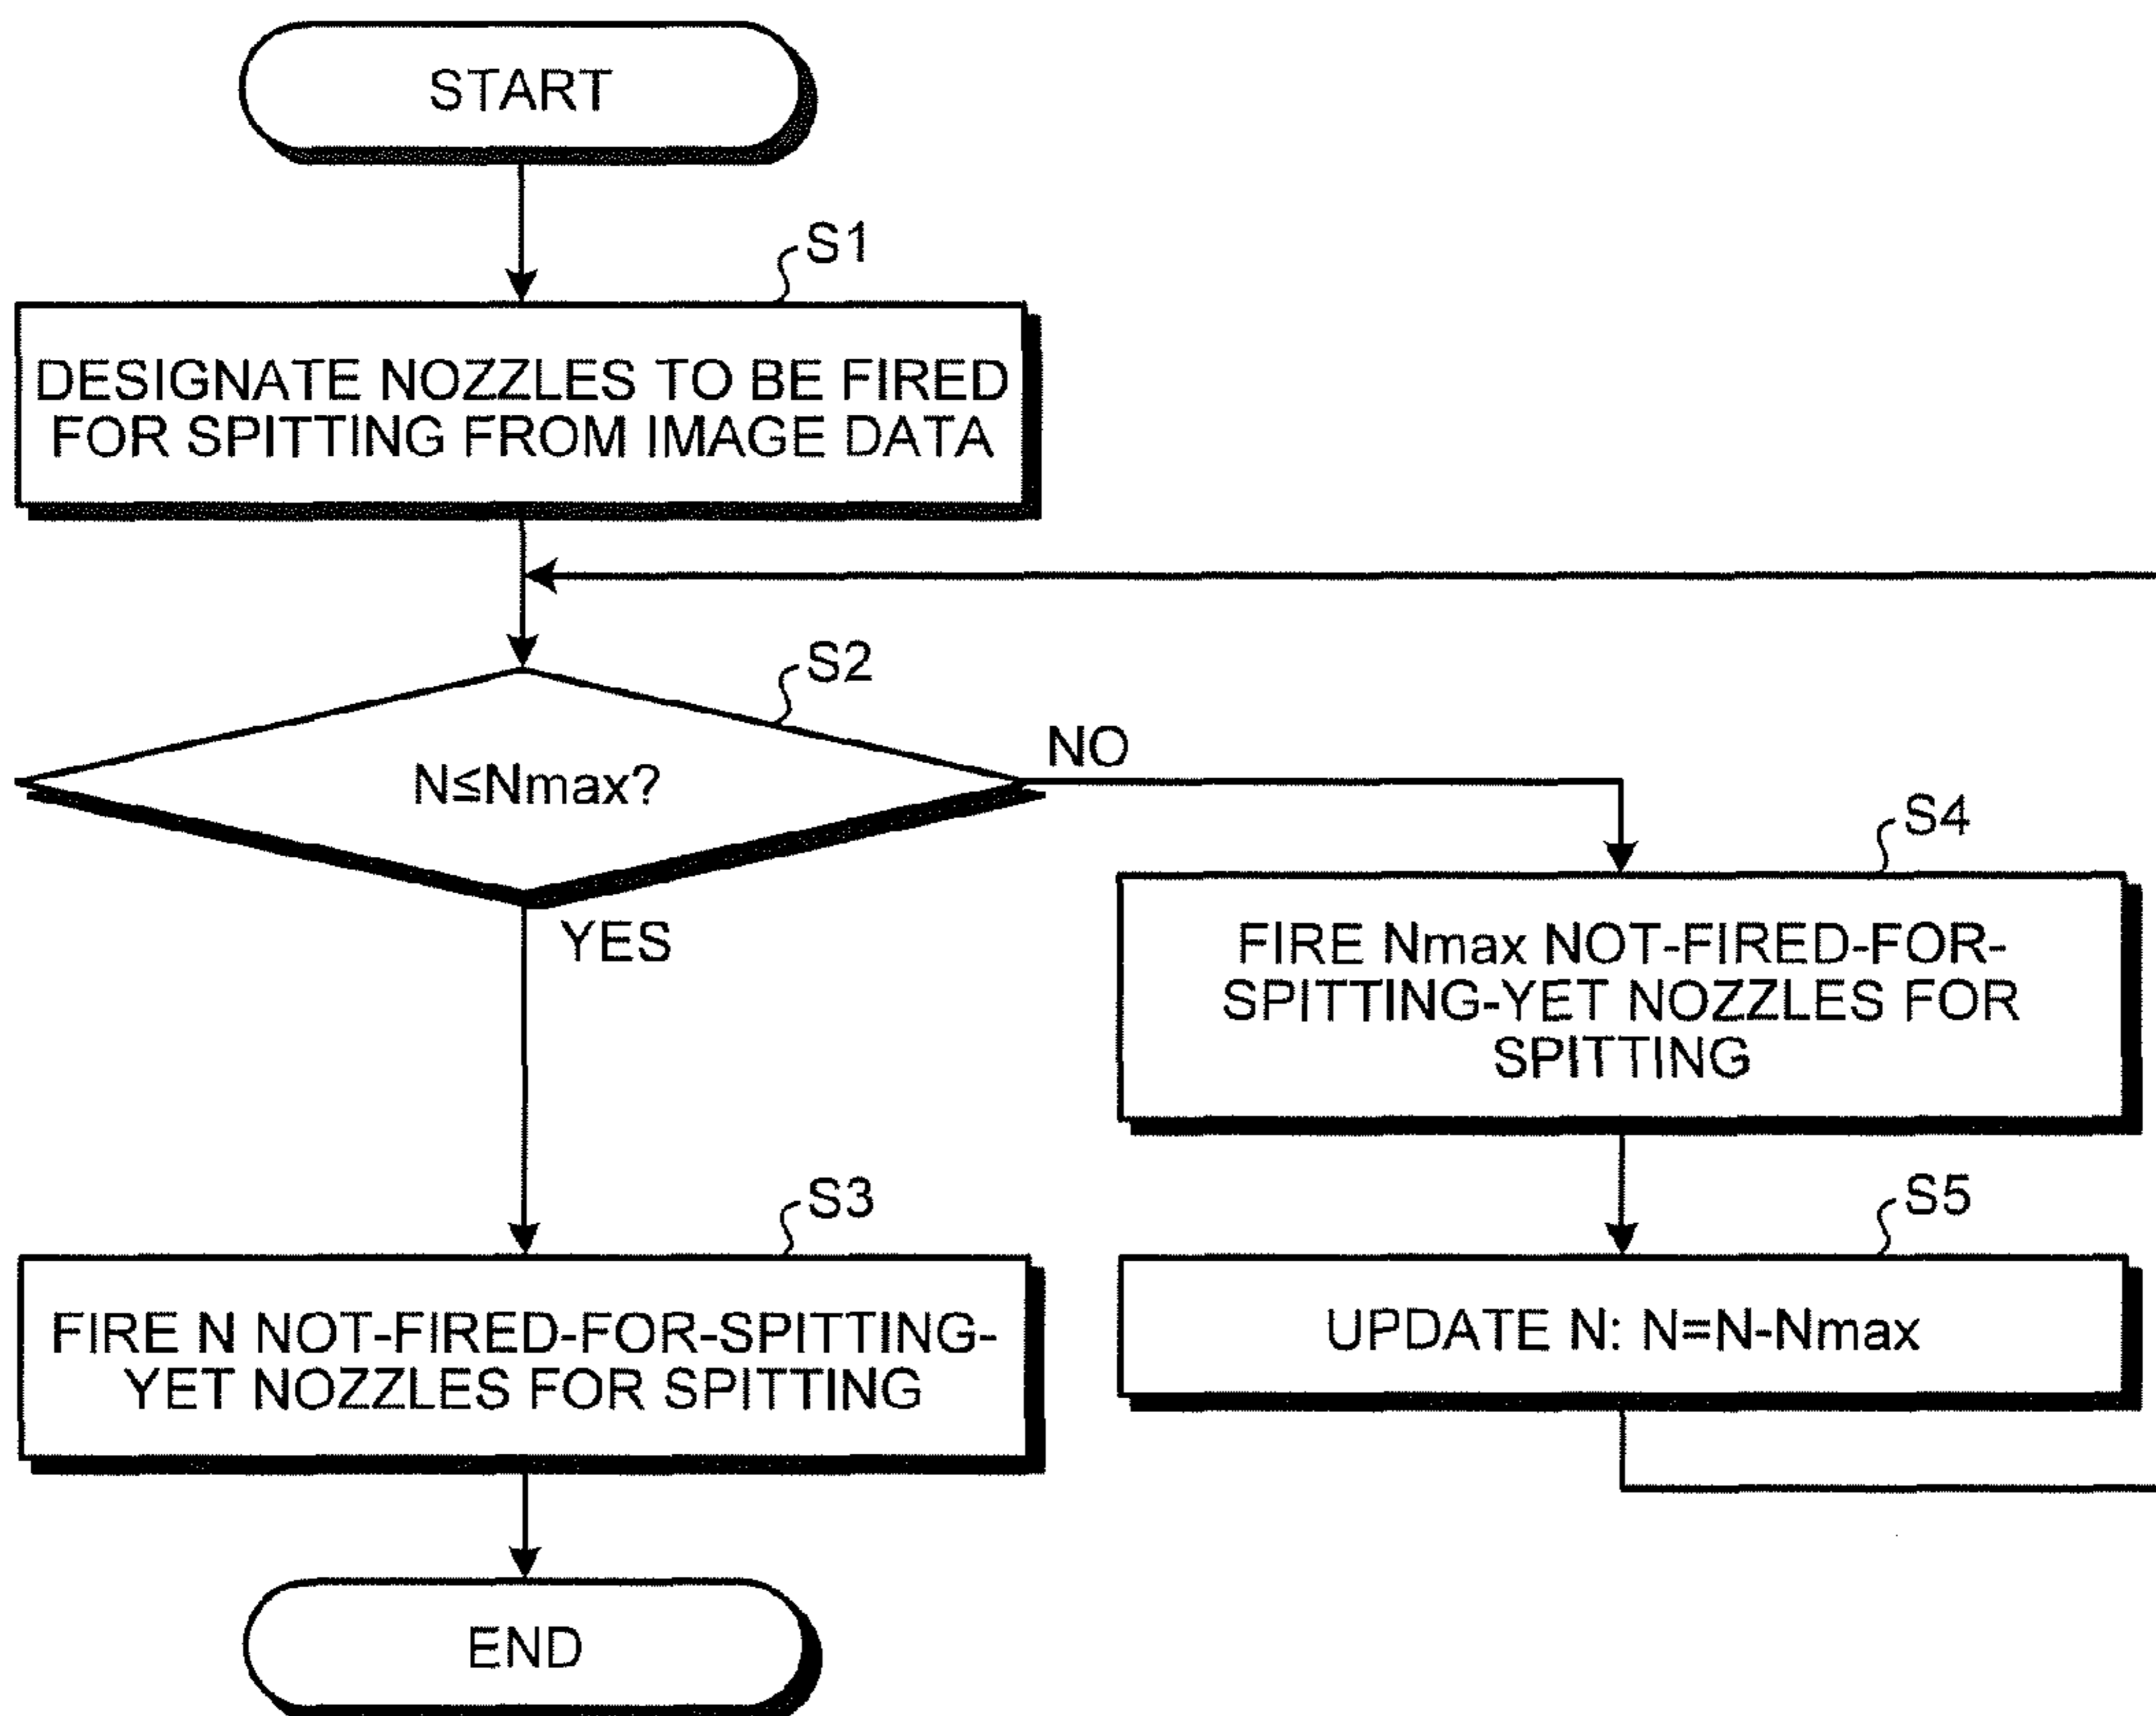 START
S1
DESIGNATE NOZZLES TO BE FIRED
FOR SPITTING FROM IMAGE DATA
S2
N≤Nmax?
NO
YES
S4
FIRE Nmax NOT-FIRED-FOR-
SPITTING-YET NOZZLES FOR
SPITTING
S5
UPDATE N: N=N-Nmax
S3
FIRE N NOT-FIRED-FOR-SPITTING-
YET NOZZLES FOR SPITTING
END